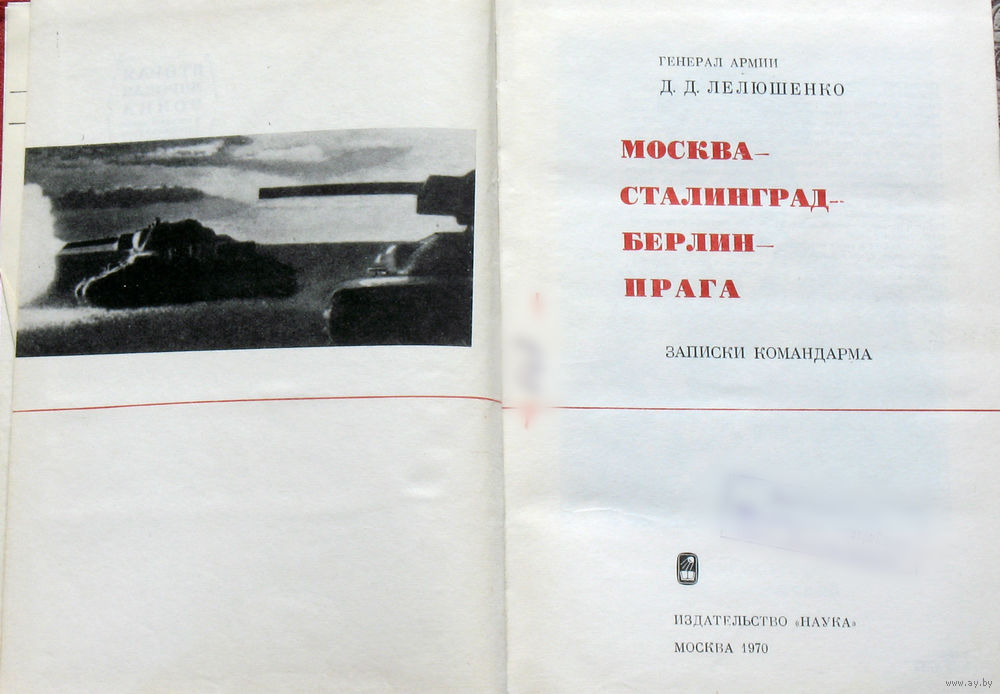 ГЕНЕРАЛ АРМИИ
Д. Д. ЛЕЛЮШЕНКО
МОСКВА–
СТАЛИНГРАД–
БЕРЛИН–
ПРАГА
ЗАПИСКИ КОМАНДАРМА
ИЗДАТЕЛЬСТВО «НАУКА»
МОСКВА 1970
www.ay.by